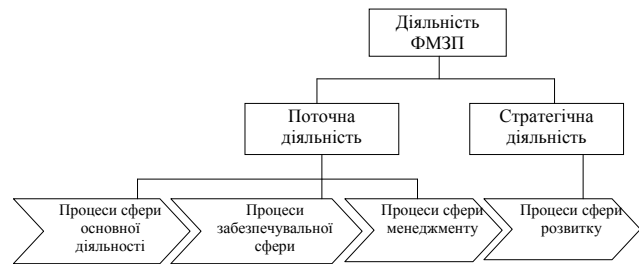 Діяльність
ФМЗП
Поточна
діяльність
Стратегічна
діяльність
Процеси сфери
основної
діяльності
Процеси
забезпечувальної
сфери
Процеси сфери
менеджменту
Процеси сфери
розвитку